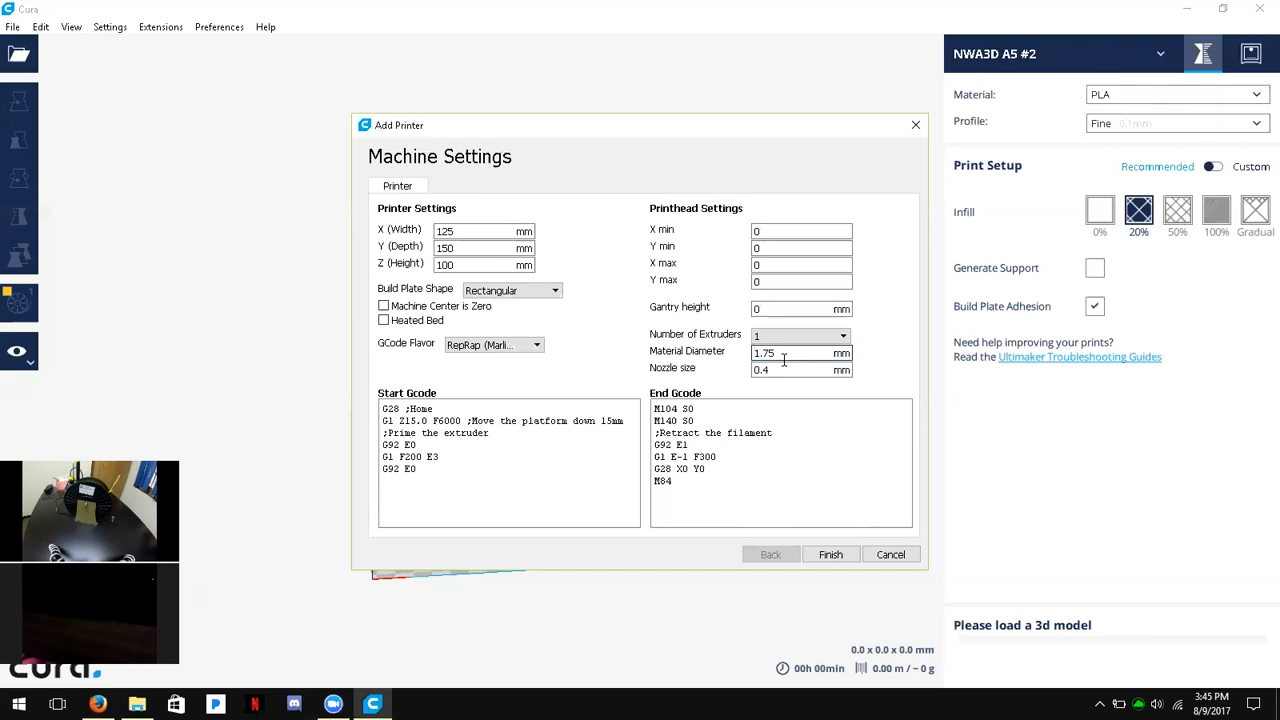 Cura
File Edit View Settings Extensions Preferences Help
NWA3D A5 #2
Material: PLA
Profile: Fine - 0.1mm
Print Setup Recommended Custom
Infill
0% 20% 50% 100% Gradual
Generate Support
Build Plate Adhesion
Need help improving your prints?
Read the Ultimaker Troubleshooting Guides
Please load a 3d model
Add Printer
Machine Settings
Printer
Printer Settings
X (Width) 125 mm
Y (Depth) 150 mm
Z (Height) 100 mm
Build Plate Shape Rectangular
Machine Center is Zero
Heated Bed
GCode Flavor RepRap (Marli...
Printhead Settings
X min 0
Y min 0
X max 0
Y max 0
Gantry height 0 mm
Number of Extruders 1
Material Diameter 1.75 mm
Nozzle size 0.4 mm
Start Gcode
G28 ;Home
G1 Z15.0 F6000 ;Move the platform down 15mm
;Prime the extruder
G92 E0
G1 F200 E3
G92 E0
End Gcode
M104 S0
M140 S0
;Retract the filament
G92 E1
G1 E-1 F300
G28 X0 Y0
M84
Back Finish Cancel
1
0.0 x 0.0 x 0.0 mm
00h 00min 0.00 m / ~ 0 g
cura.
3:45 PM
8/9/2017